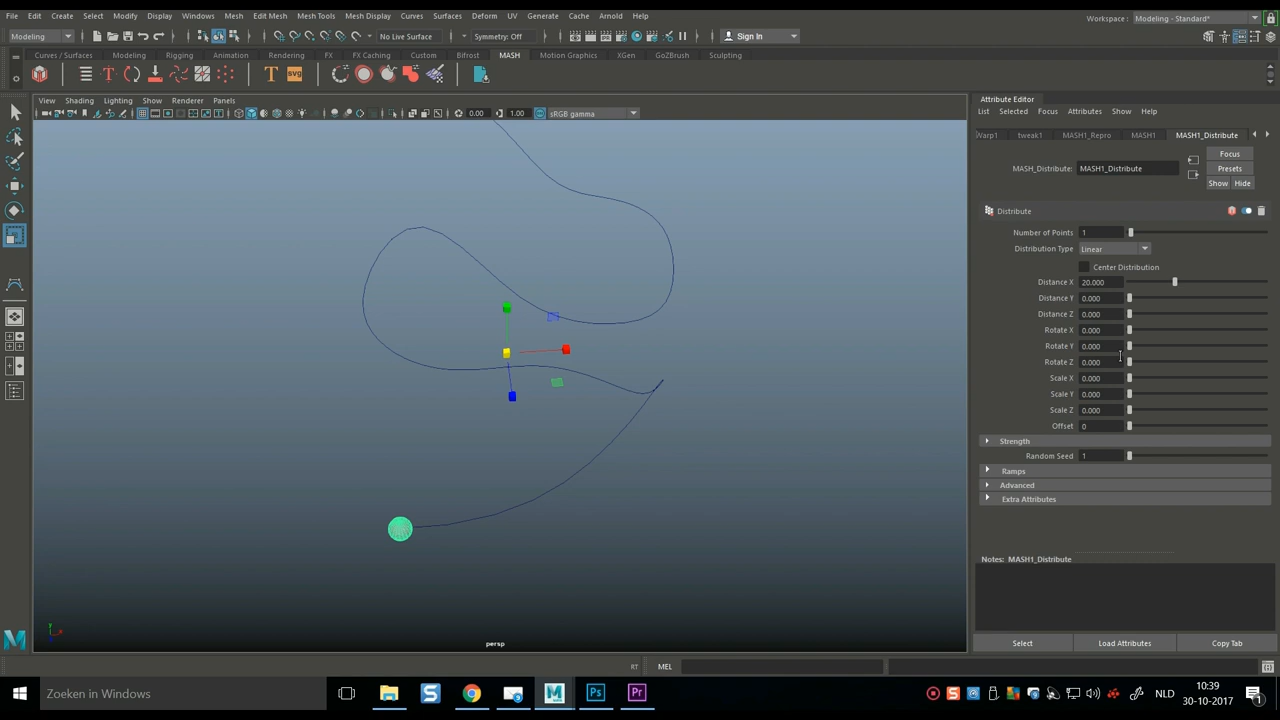 File Edit Create Select Modify Display Windows Mesh Edit Mesh Mesh Tools Mesh Display Curves Surfaces Deform UV Generate Cache Arnold Help
Workspace : Modeling - Standard*
Modeling No Live Surface Symmetry: Off Sign In
Curves / Surfaces Modeling Rigging Animation Rendering FX FX Caching Custom Bifrost MASH Motion Graphics XGen GoZBrush Sculpting
T T svg
View Shading Lighting Show Renderer Panels
0.00 1.00 sRGB gamma
Attribute Editor
List Selected Focus Attributes Show Help
Warp1 tweak1 MASH1_Repro MASH1 MASH1_Distribute
Focus
MASH_Distribute: MASH1_Distribute Presets
Show Hide
Distribute
Number of Points 1
Distribution Type Linear
Center Distribution
Distance X 20.000
Distance Y 0.000
Distance Z 0.000
Rotate X 0.000
Rotate Y 0.000
Rotate Z 0.000
Scale X 0.000
Scale Y 0.000
Scale Z 0.000
Offset 0
Strength
Random Seed 1
Ramps
Advanced
Extra Attributes
Notes: MASH1_Distribute
Select Load Attributes Copy Tab
y x
persp
RT MEL
Zoeken in Windows
S M Ps Pr
NLD 10:39
30-10-2017
1